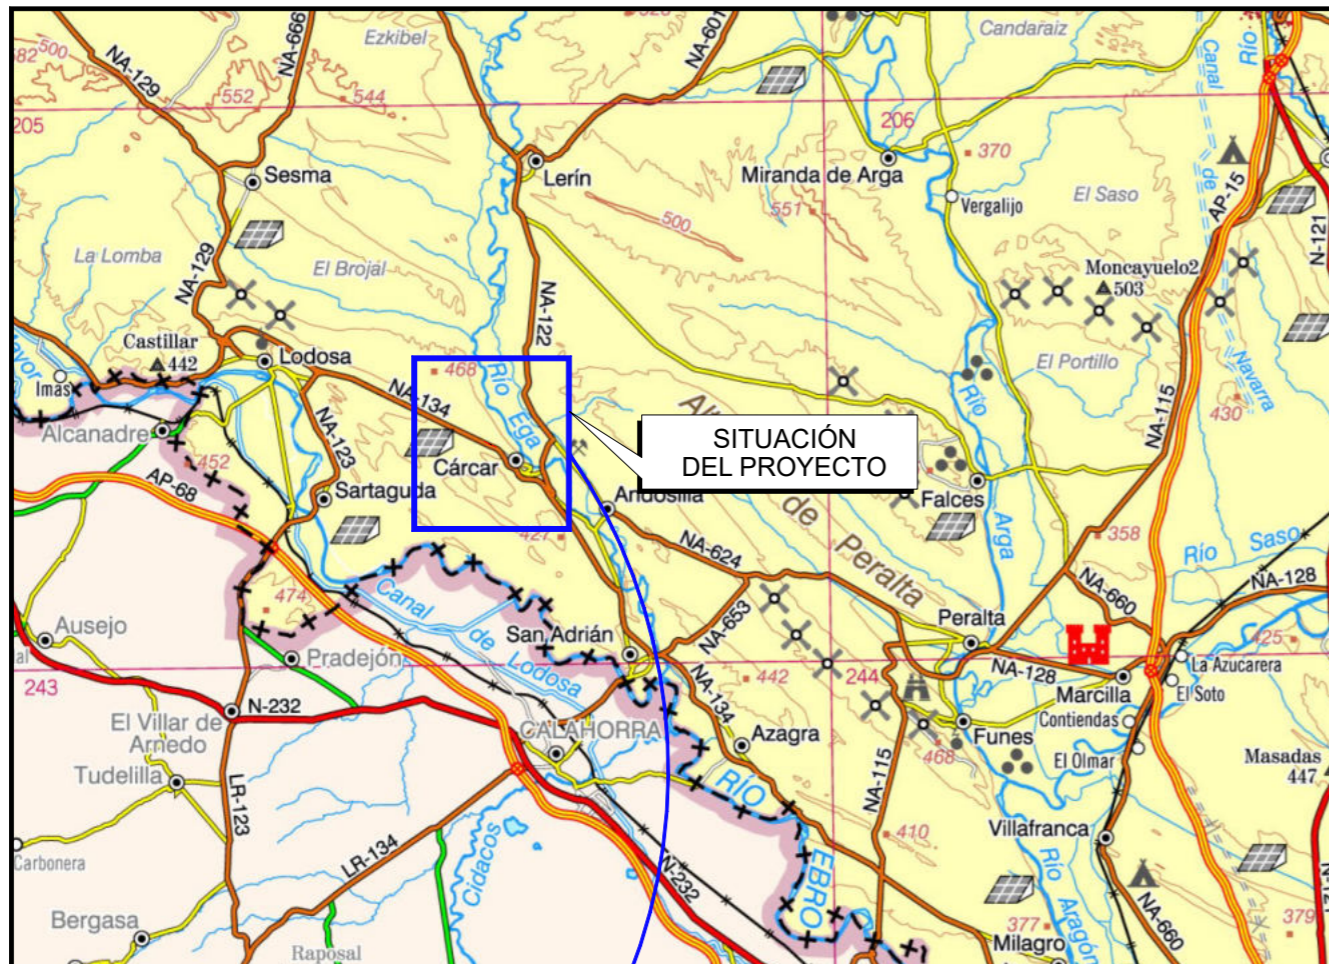 Ezkibel
Candaraiz
NA-666
NA-601
NA-129
500
582
552
544
205
206
Canal
Río
de
Navarra
370
Sesma
Lerín
Miranda de Arga
Vergalijo
El Saso
AP-15
N-121
551
500
La Lomba
El Brojal
NA-129
NA-122
Moncayuelo2
503
Castillar
442
Lodosa
468
Río
Ega
El Portillo
Imas
NA-134
NA-123
Alcanadre
452
AP-68
Sartaguda
Cárcar
SITUACIÓN
DEL PROYECTO
Andosilla
427
de
Peralta
Río
Arga
Falces
NA-115
430
358
NA-624
Río Saso
NA-128
NA-660
474
Canal
de
Lodosa
San Adrián
NA-653
Peralta
425
Ausejo
Pradejón
La Azucarera
243
442
244
NA-128
Marcilla
El Soto
N-232
El Villar de
Arnedo
CALAHORRA
NA-134
Azagra
Contiendas
Funes
468
El Olmar
Masadas
447
Tudelilla
NA-115
RÍO
EBRO
LR-123
LR-134
Cidacos
N-232
410
Villafranca
Carbonera
Río
Aragón
NA-660
Bergasa
Raposal
377
Milagro
379